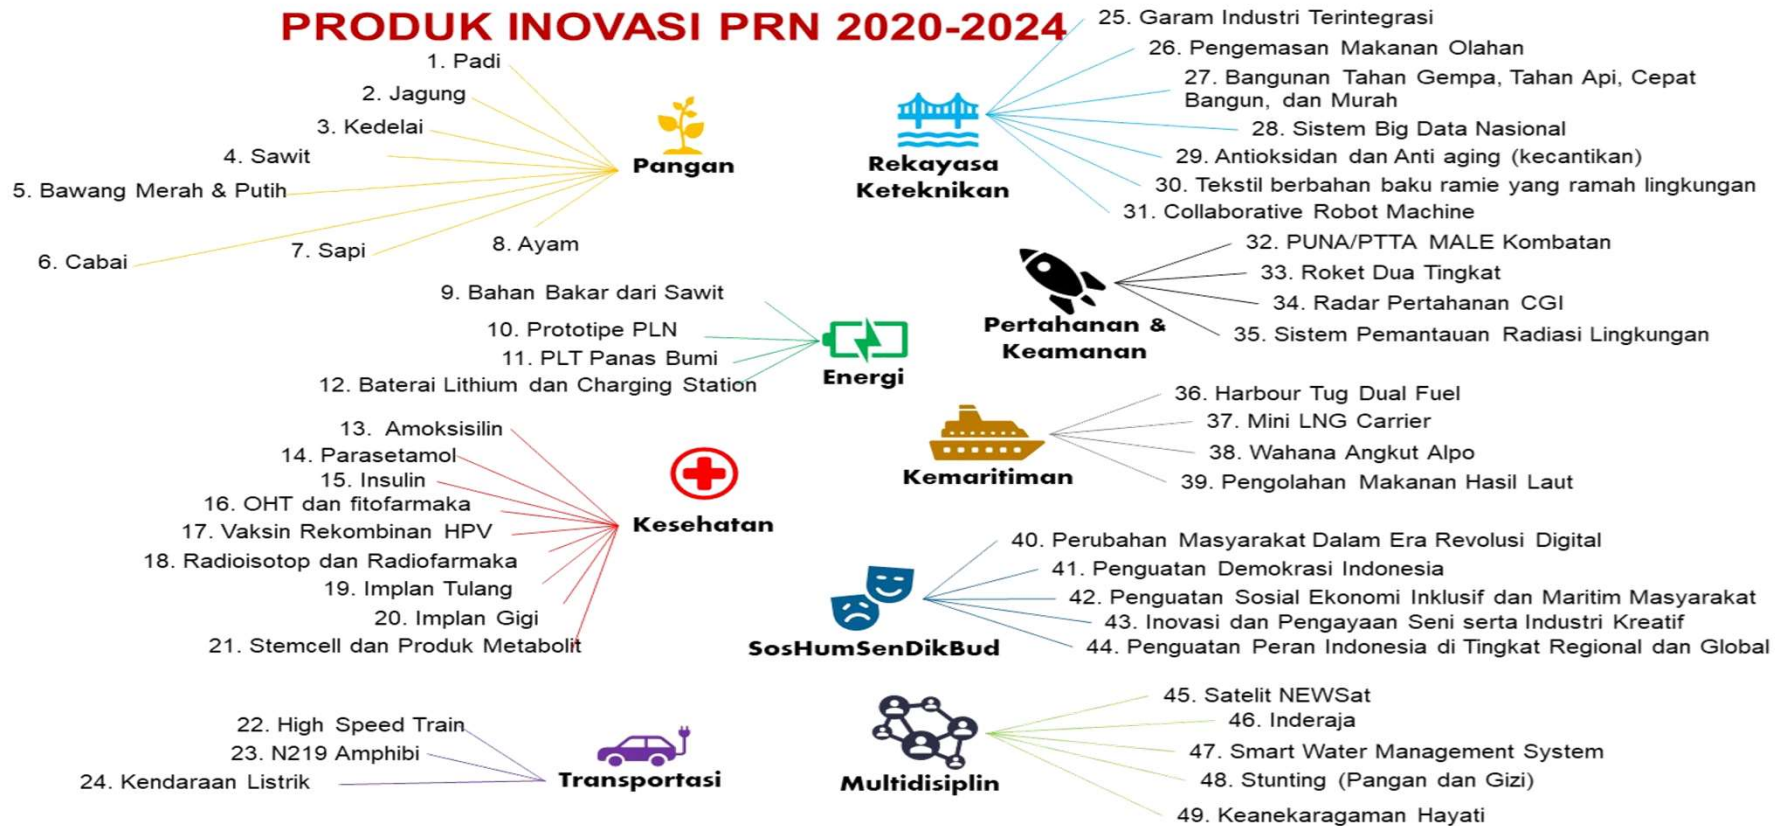 PRODUK INOVASI PRN 2020-2024
1. Padi
2. Jagung
3. Kedelai
4. Sawit
5. Bawang Merah & Putih
6. Cabai
7. Sapi
8. Ayam
Pangan
9. Bahan Bakar dari Sawit
10. Prototipe PLN
11. PLT Panas Bumi
12. Baterai Lithium dan Charging Station
Energi
13. Amoksisilin
14. Parasetamol
15. Insulin
16. OHT dan fitofarmaka
17. Vaksin Rekombinan HPV
18. Radioisotop dan Radiofarmaka
19. Implan Tulang
20. Implan Gigi
21. Stemcell dan Produk Metabolit
Kesehatan
22. High Speed Train
23. N219 Amphibi
24. Kendaraan Listrik
Transportasi
25. Garam Industri Terintegrasi
26. Pengemasan Makanan Olahan
27. Bangunan Tahan Gempa, Tahan Api, Cepat
Bangun, dan Murah
28. Sistem Big Data Nasional
29. Antioksidan dan Anti aging (kecantikan)
30. Tekstil berbahan baku ramie yang ramah lingkungan
31. Collaborative Robot Machine
Rekayasa
Keteknikan
32. PUNA/PTTA MALE Kombatan
33. Roket Dua Tingkat
34. Radar Pertahanan CGI
35. Sistem Pemantauan Radiasi Lingkungan
Pertahanan &
Keamanan
36. Harbour Tug Dual Fuel
37. Mini LNG Carrier
38. Wahana Angkut Alpo
39. Pengolahan Makanan Hasil Laut
Kemaritiman
40. Perubahan Masyarakat Dalam Era Revolusi Digital
41. Penguatan Demokrasi Indonesia
42. Penguatan Sosial Ekonomi Inklusif dan Maritim Masyarakat
43. Inovasi dan Pengayaan Seni serta Industri Kreatif
44. Penguatan Peran Indonesia di Tingkat Regional dan Global
SosHumSenDikBud
45. Satelit NEWSat
46. Inderaja
47. Smart Water Management System
48. Stunting (Pangan dan Gizi)
49. Keanekaragaman Hayati
Multidisiplin